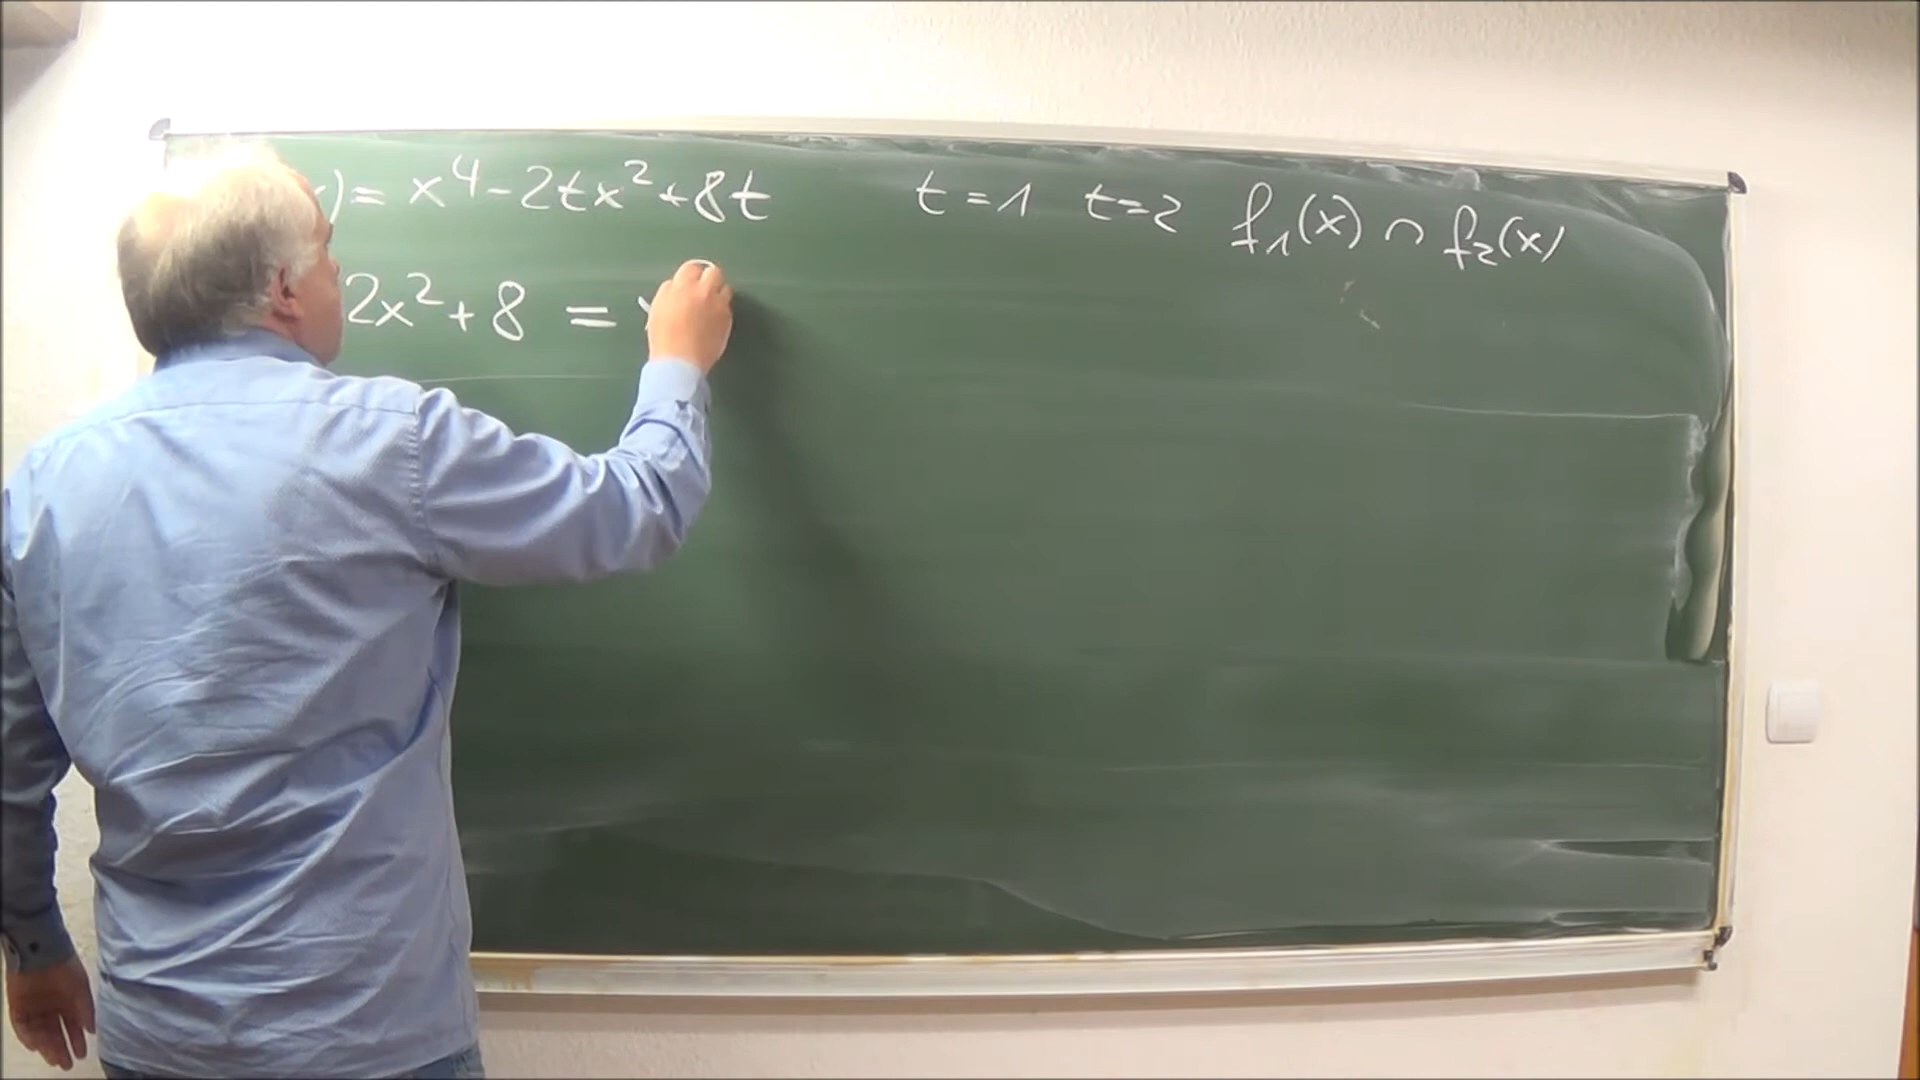 ) = x⁴ - 2tx² + 8t t = 1 t = 2 f₁(x) ∩ f₂(x)
2x² + 8 =